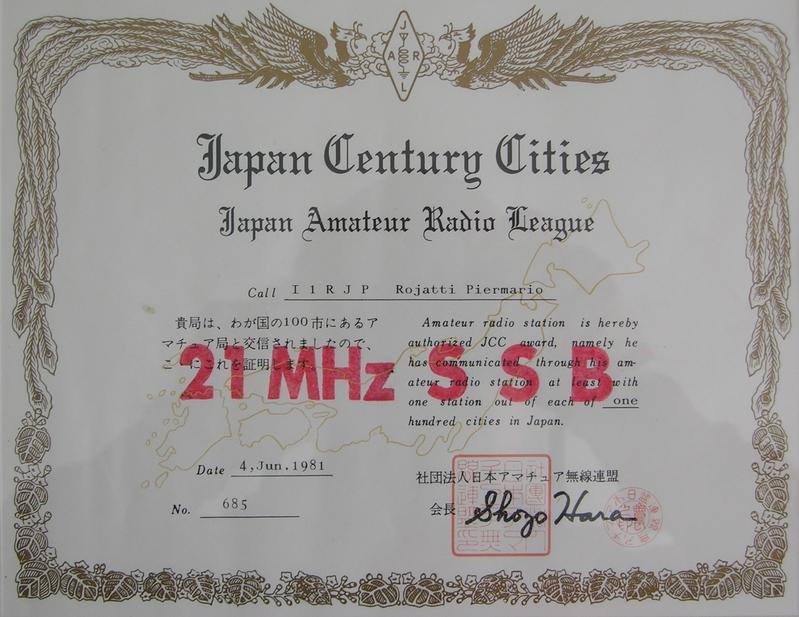 J
A R
L
Japan Century Cities
Japan Amateur Radio League
Call I1RJP Rojatti Piermario
貴局は、わが国の100市にあるア
マチュア局と交信されましたので、
ここにこれを証明します。
Amateur radio station is hereby
authorized JCC award, namely he
has communicated through his am-
ateur radio station at least with
one station out of each of one
hundred cities in Japan.
21 MHz S S B
Date 4,Jun.1981
No. 685
社団法人日本アマチュア無線連盟
会長 Shozo Hara